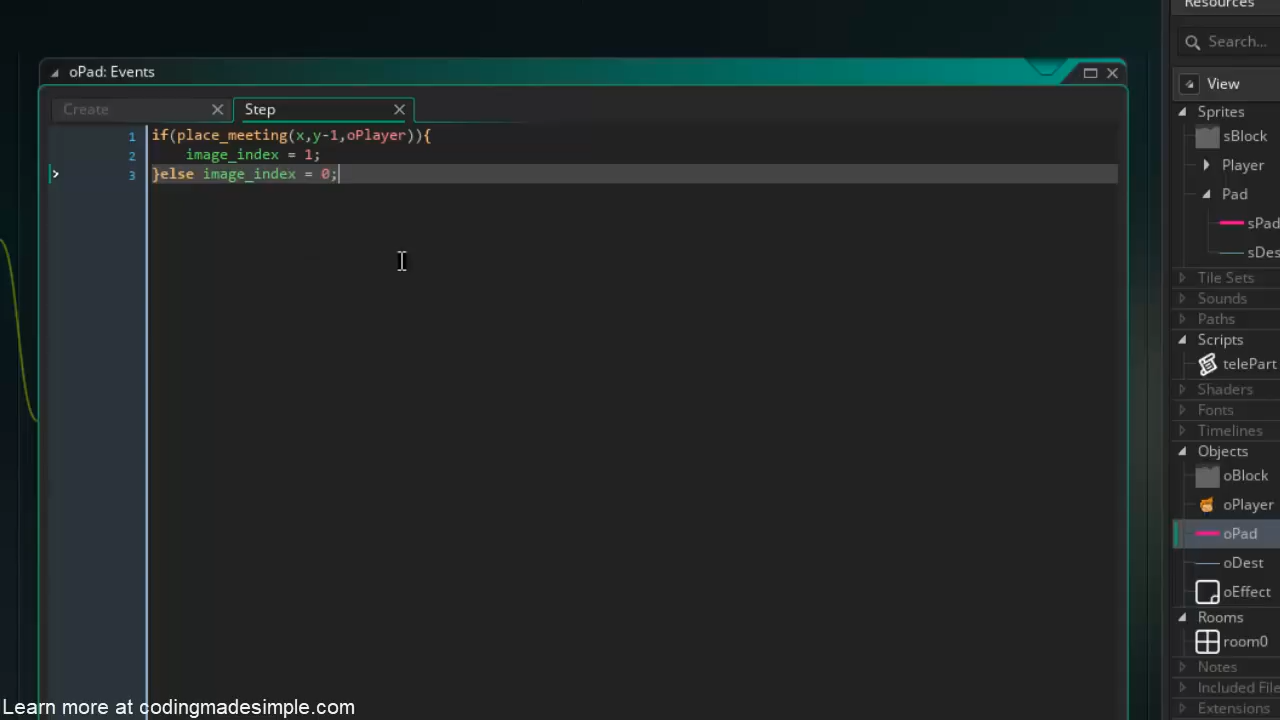 Resources
oPad: Events
Search...
Create
Step
View
1 if(place_meeting(x,y-1,oPlayer)){
2 image_index = 1;
3 }else image_index = 0;
Sprites
sBlock
Player
Pad
sPad
sDes
Tile Sets
Sounds
Paths
Scripts
telePart
Shaders
Fonts
Timelines
Objects
oBlock
oPlayer
oPad
oDest
oEffect
Rooms
room0
Notes
Included File
Extensions
Learn more at codingmadesimple.com